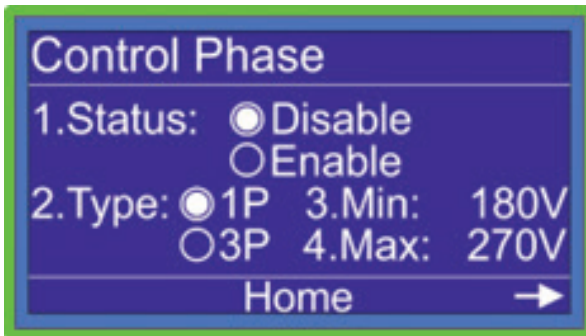 Control Phase
1.Status: Disable
Enable
2.Type: 1P 3.Min: 180V
3P 4.Max: 270V
Home